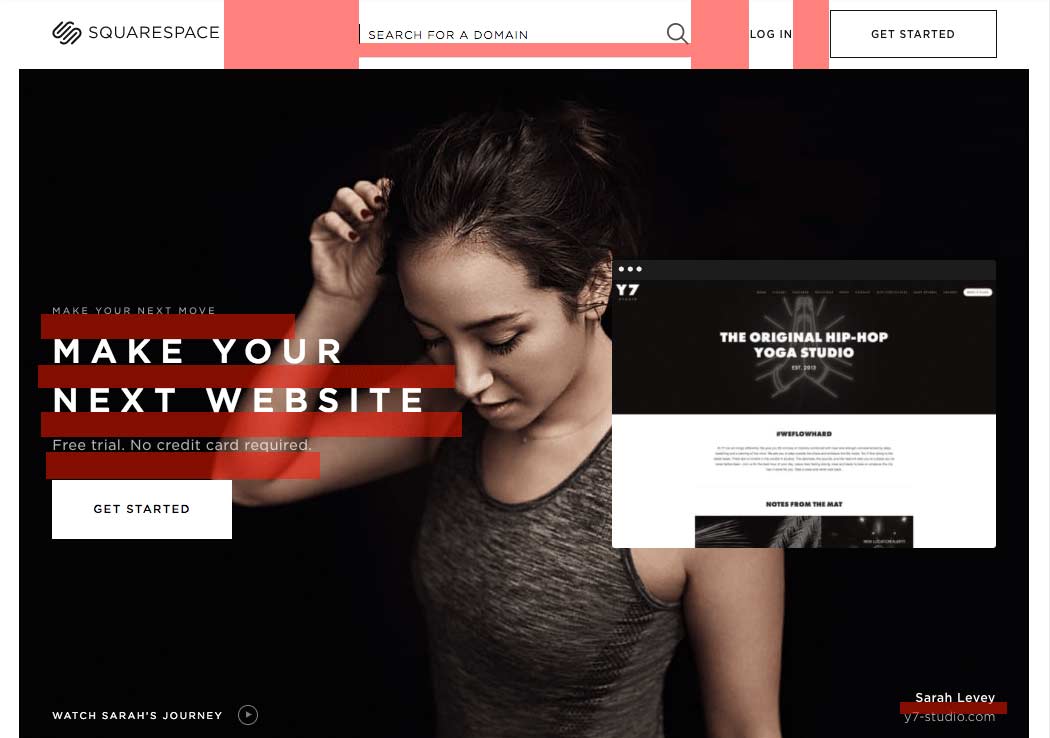 SQUARESPACE
SEARCH FOR A DOMAIN
LOG IN
GET STARTED
MAKE YOUR NEXT MOVE
MAKE YOUR
NEXT WEBSITE
Free trial. No credit card required.
GET STARTED
Y7
STUDIO
THE ORIGINAL HIP-HOP
YOGA STUDIO
EST. 2013
#WEFLOWHARD
NOTES FROM THE MAT
WATCH SARAH'S JOURNEY
Sarah Levey
y7-studio.com